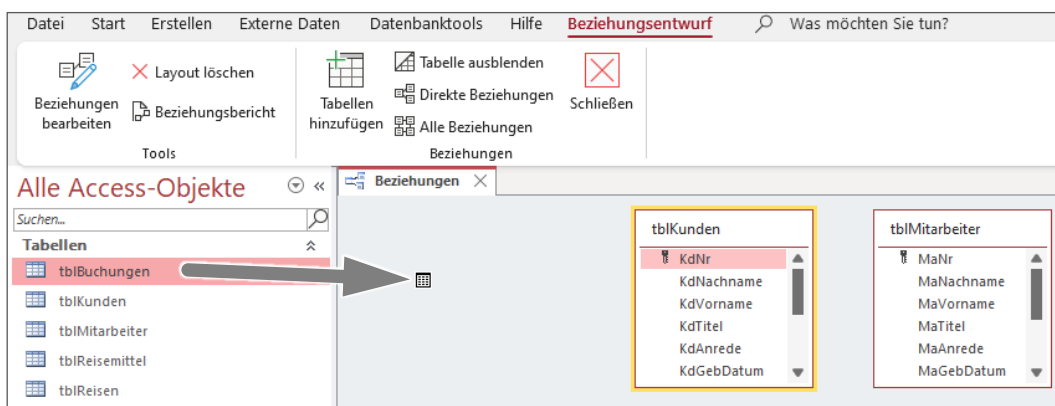 Datei Start Erstellen Externe Daten Datenbanktools Hilfe Beziehungsentwurf Was möchten Sie tun?
Beziehungen bearbeiten
Layout löschen
Beziehungsbericht
Tools
Tabellen hinzufügen
Tabelle ausblenden
Direkte Beziehungen
Alle Beziehungen
Schließen
Beziehungen
Alle Access-Objekte
Suchen...
Tabellen
tblBuchungen
tblKunden
tblMitarbeiter
tblReisemittel
tblReisen
Beziehungen
tblKunden
KdNr
KdNachname
KdVorname
KdTitel
KdAnrede
KdGebDatum
tblMitarbeiter
MaNr
MaNachname
MaVorname
MaTitel
MaAnrede
MaGebDatum